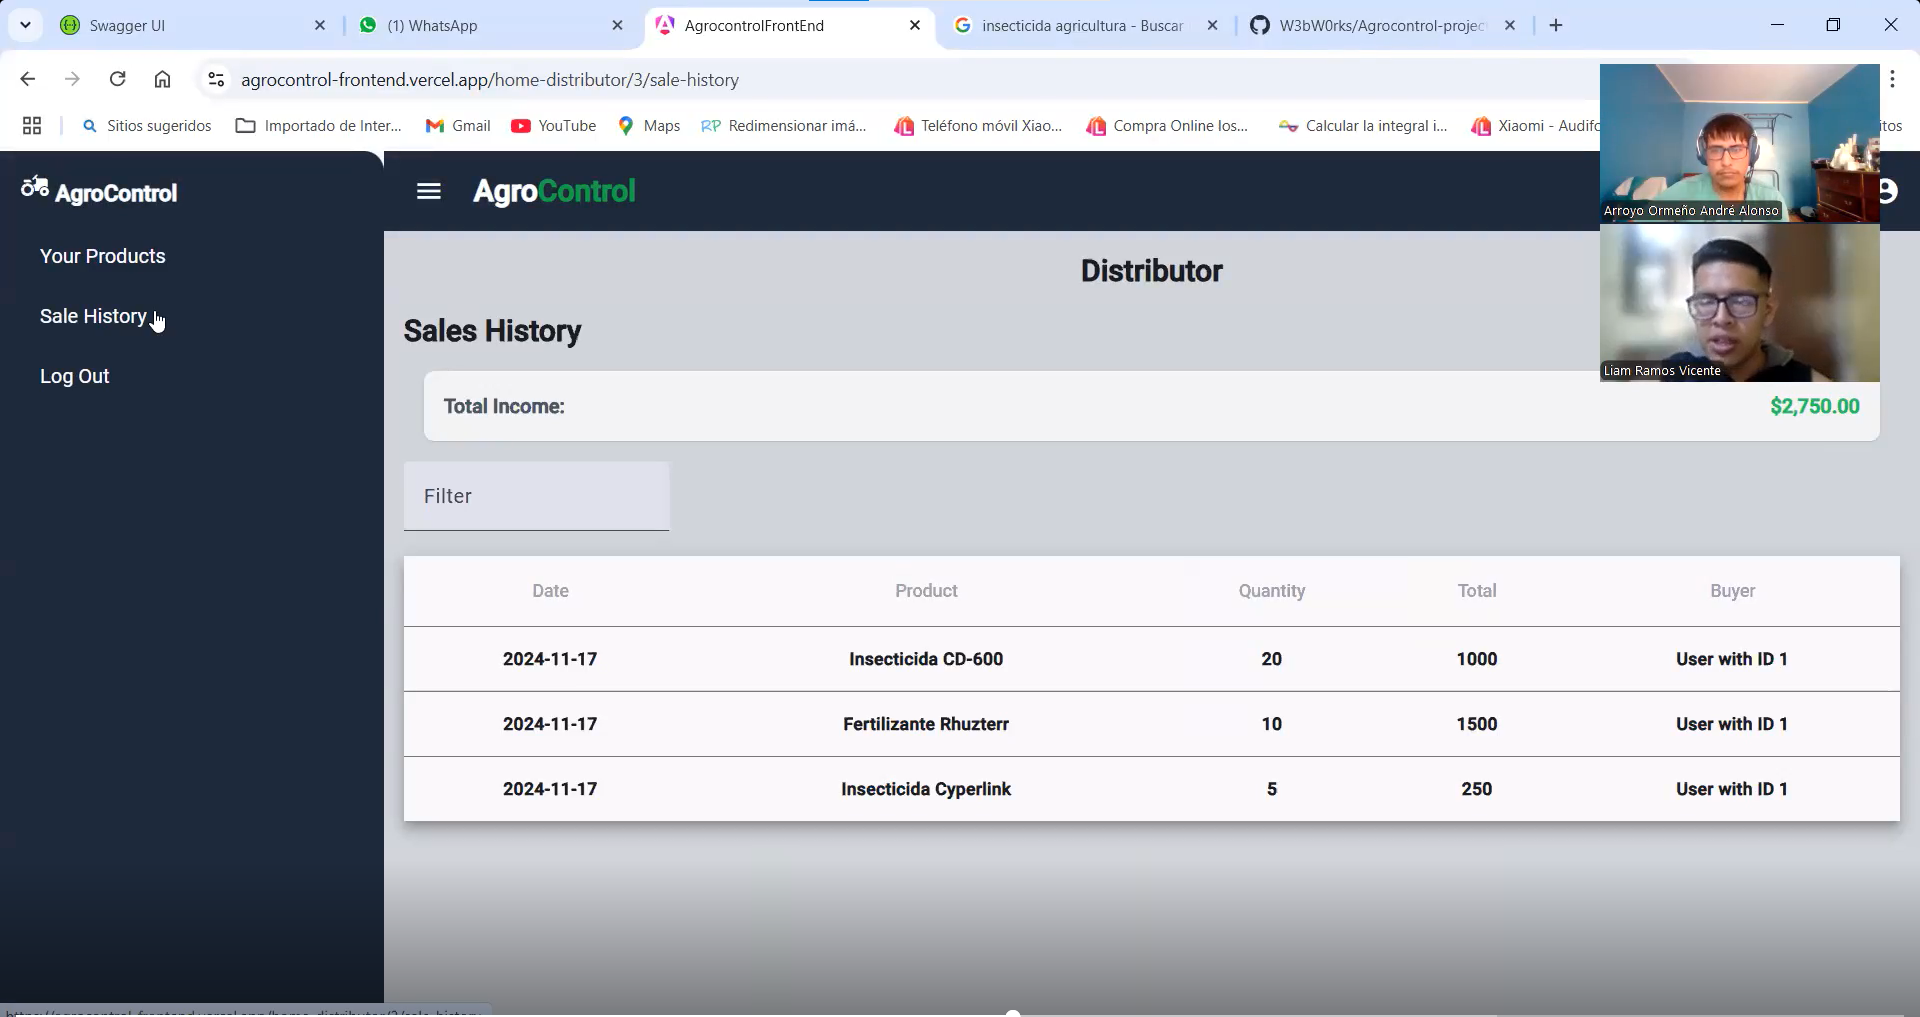 Swagger UI
(1) WhatsApp
AgrocontrolFrontEnd
insecticida agricultura - Buscar
W3bW0rks/Agrocontrol-projec
agrocontrol-frontend.vercel.app/home-distributor/3/sale-history
Sitios sugeridos
Importado de Inter...
Gmail
YouTube
Maps
RP Redimensionar imá...
Teléfono móvil Xiao...
Compra Online los...
Calcular la integral i...
Xiaomi - Audifo
itos
AgroControl
AgroControl
Arroyo Ormeño André Alonso
Your Products
Sale History
Log Out
Distributor
Sales History
Liam Ramos Vicente
Total Income:
$2,750.00
Filter
Date Product Quantity Total Buyer
2024-11-17 Insecticida CD-600 20 1000 User with ID 1
2024-11-17 Fertilizante Rhuzterr 10 1500 User with ID 1
2024-11-17 Insecticida Cyperlink 5 250 User with ID 1